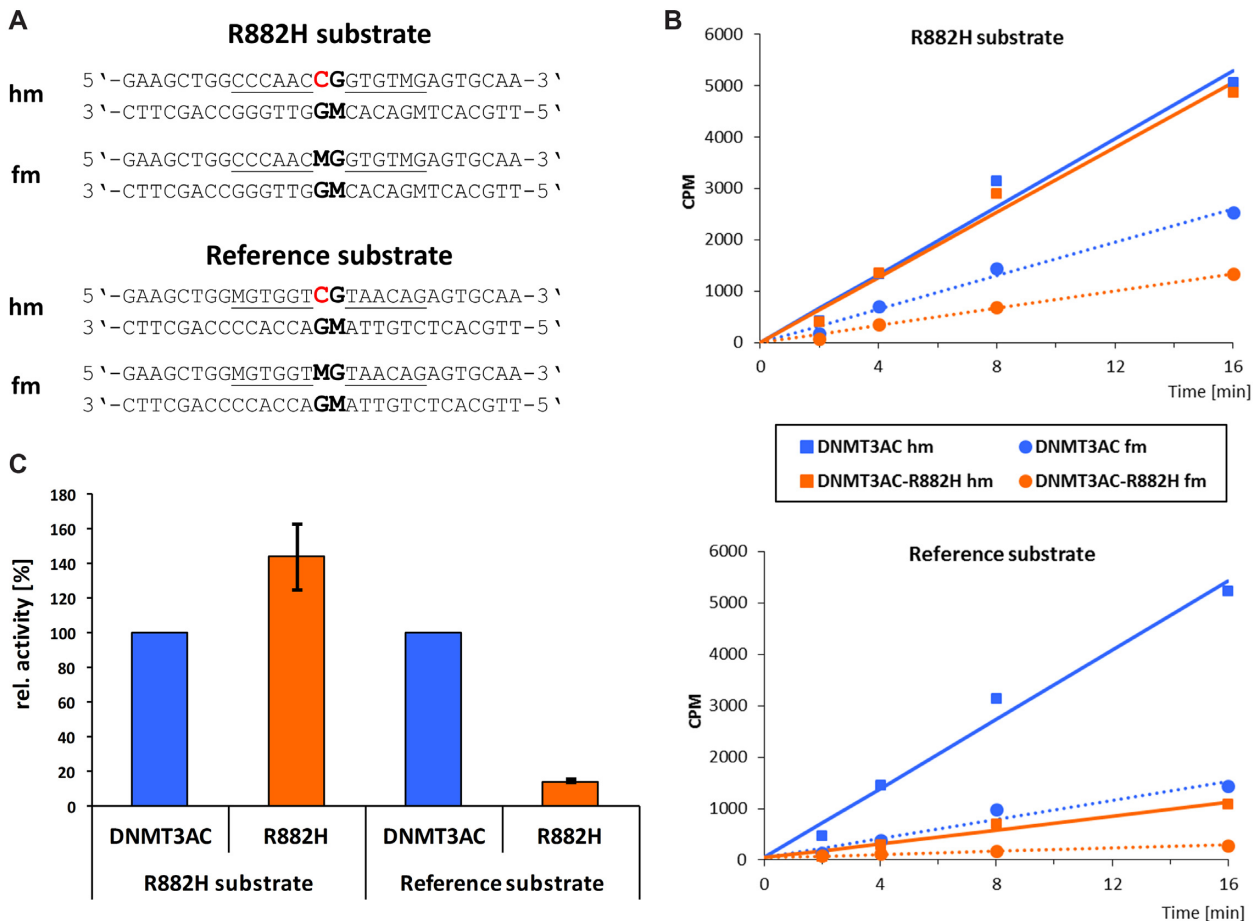 A
R882H substrate
hm
5'-GAAGCTGGCCCAACCGGTGTMGAGTGCAA-3'
3'-CTTCGACCGGGTTGGMCACAGMTCACGTT-5'
fm
5'-GAAGCTGGCCCAACMGGTGTMGAGTGCAA-3'
3'-CTTCGACCGGGTTGGMCACAGMTCACGTT-5'
Reference substrate
hm
5'-GAAGCTGGMGTGGTCGTAACAGAGTGCAA-3'
3'-CTTCGACCCCACCAGMATTGTCTCACGTT-5'
fm
5'-GAAGCTGGMGTGGTMGTAACAGAGTGCAA-3'
3'-CTTCGACCCCACCAGMATTGTCTCACGTT-5'
B
R882H substrate
CPM
6000
5000
4000
3000
2000
1000
0
0 4 8 12 16
Time [min]
DNMT3AC hm
DNMT3AC fm
DNMT3AC-R882H hm
DNMT3AC-R882H fm
Reference substrate
CPM
6000
5000
4000
3000
2000
1000
0
0 4 8 12 16
Time [min]
C
rel. activity [%]
180
160
140
120
100
80
60
40
20
0
DNMT3AC R882H DNMT3AC R882H
R882H substrate Reference substrate